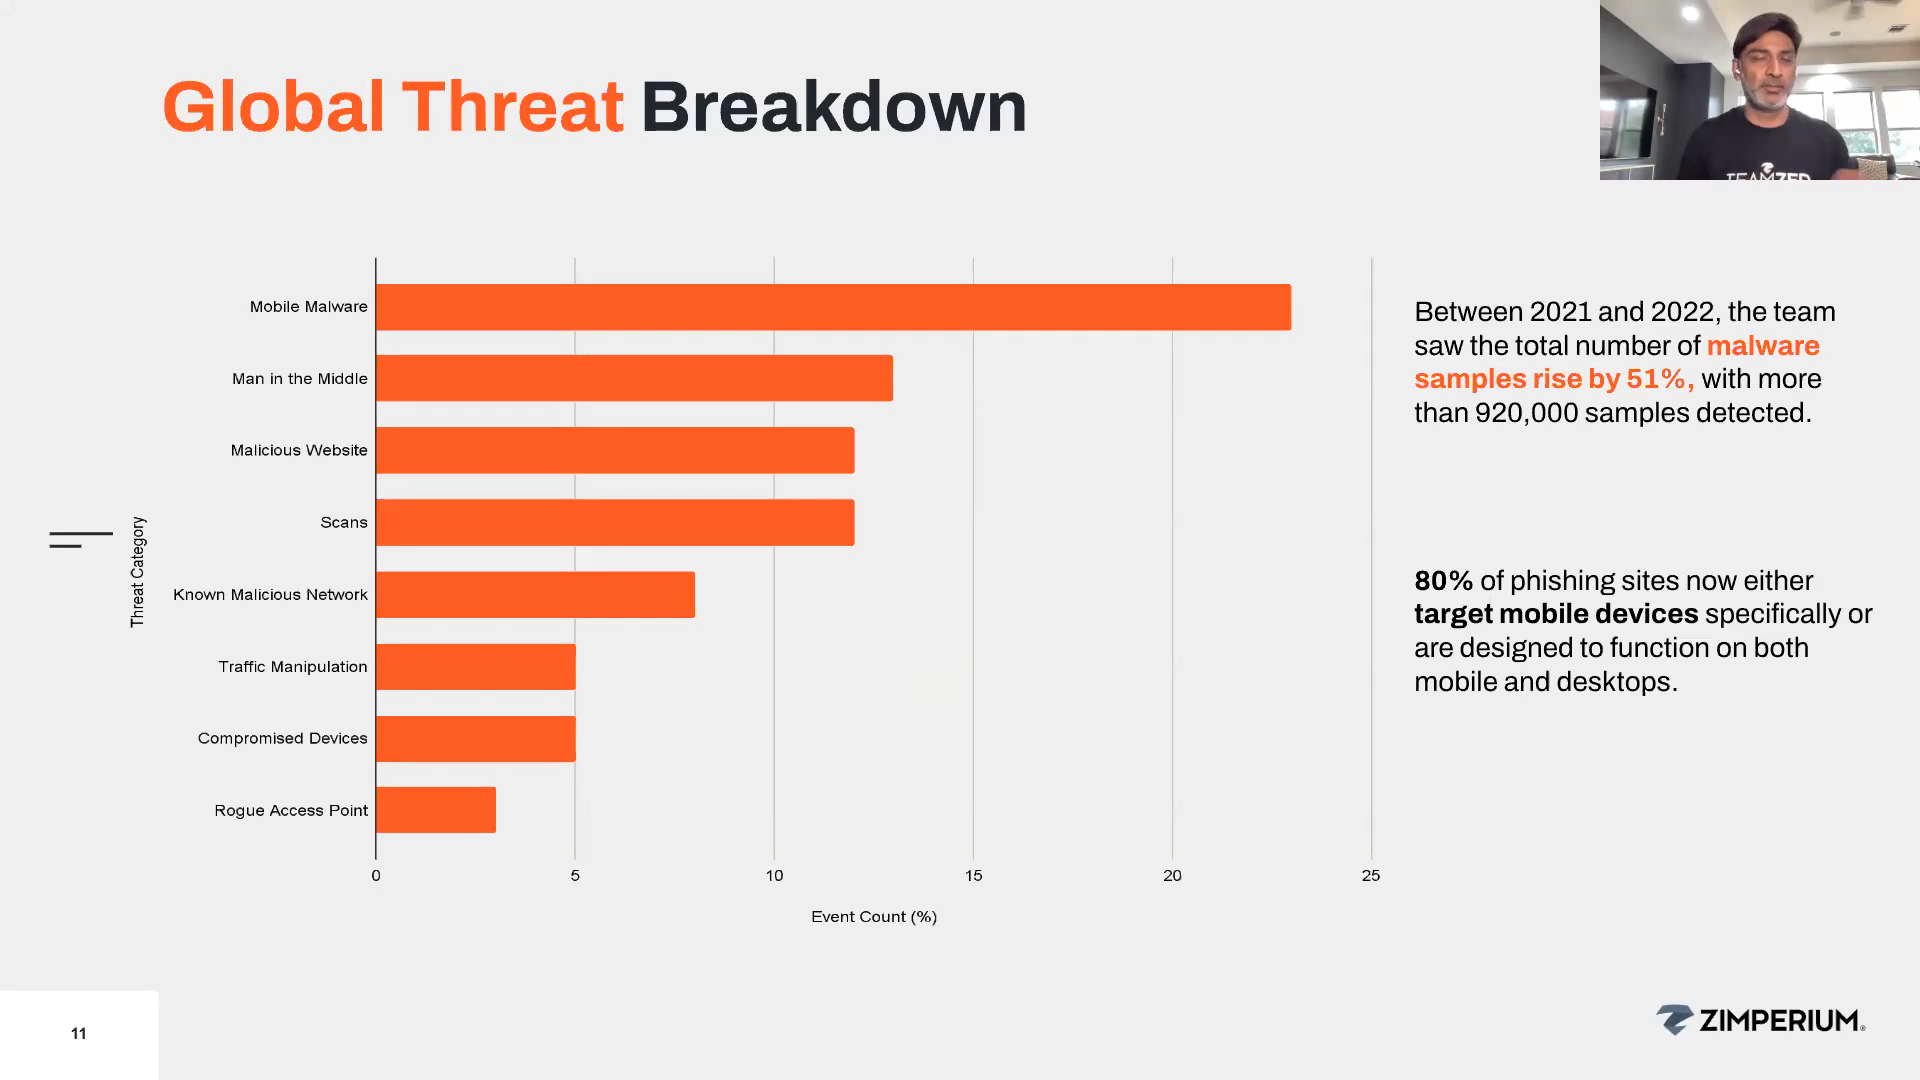 Global Threat Breakdown
TEAMZED
Threat Category
Mobile Malware
Man in the Middle
Malicious Website
Scans
Known Malicious Network
Traffic Manipulation
Compromised Devices
Rogue Access Point
0 5 10 15 20 25
Event Count (%)
Between 2021 and 2022, the team
saw the total number of malware
samples rise by 51%, with more
than 920,000 samples detected.
80% of phishing sites now either
target mobile devices specifically or
are designed to function on both
mobile and desktops.
11
ZIMPERIUM®